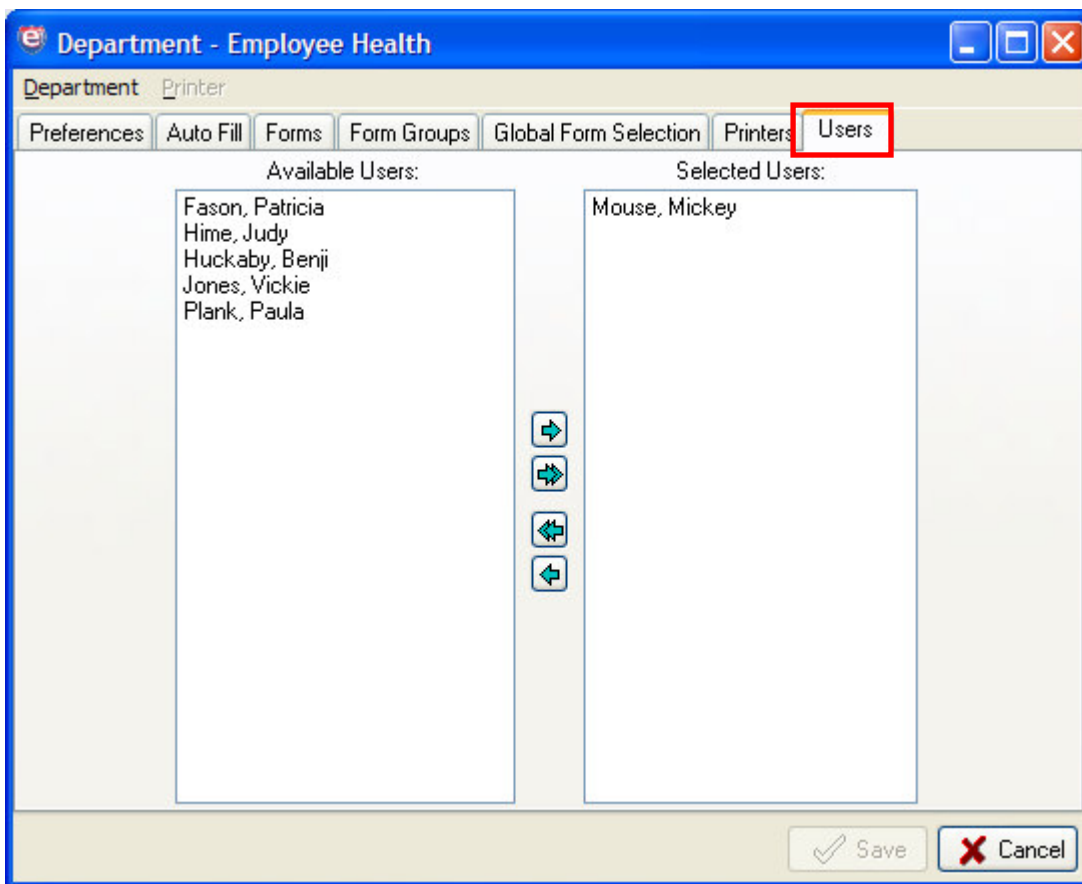 Department - Employee Health
Department Printer
Preferences Auto Fill Forms Form Groups Global Form Selection Printers Users
Available Users:
Fason, Patricia
Hime, Judy
Huckaby, Benji
Jones, Vickie
Plank, Paula
Selected Users:
Mouse, Mickey
Save Cancel